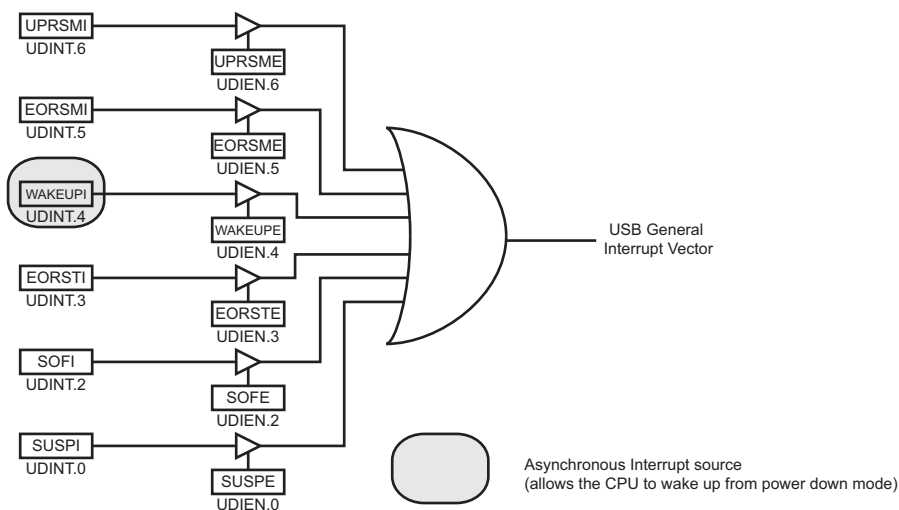 UPRSMI
UDINT.6
UPRSME
UDIEN.6
EORSMI
UDINT.5
EORSME
UDIEN.5
WAKEUPI
UDINT.4
WAKEUPE
UDIEN.4
EORSTI
UDINT.3
EORSTE
UDIEN.3
SOFI
UDINT.2
SOFE
UDIEN.2
SUSPI
UDINT.0
SUSPE
UDIEN.0
USB General
Interrupt Vector
Asynchronous Interrupt source
(allows the CPU to wake up from power down mode)